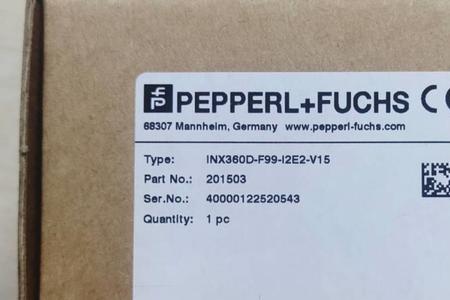 PEPPERL+FUCHS CE
68307 Mannheim, Germany www.pepperl-fuchs.com
Type: INX360D-F99-I2E2-V15
Part No.: 201503
Ser.No.: 40000122520543
Quantity: 1 pc